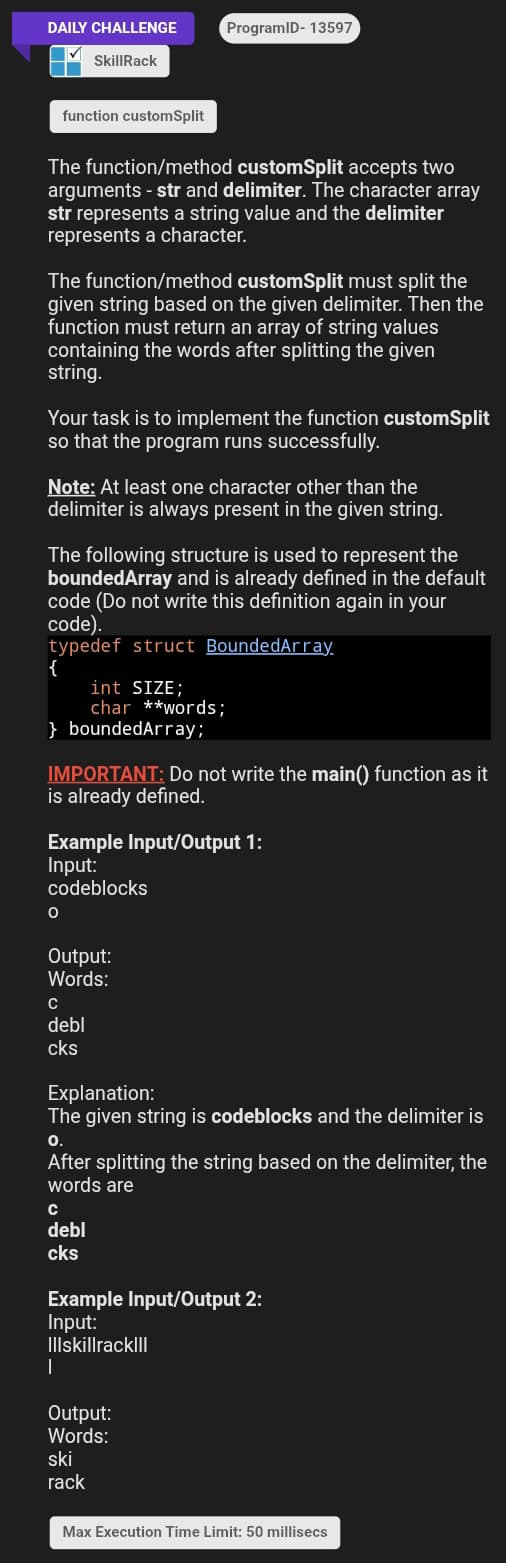 DAILY CHALLENGE
ProgramID- 13597
SkillRack
function customSplit
The function/method customSplit accepts two
arguments - str and delimiter. The character array
str represents a string value and the delimiter
represents a character.
The function/method customSplit must split the
given string based on the given delimiter. Then the
function must return an array of string values
containing the words after splitting the given
string.
Your task is to implement the function customSplit
so that the program runs successfully.
Note: At least one character other than the
delimiter is always present in the given string.
The following structure is used to represent the
boundedArray and is already defined in the default
code (Do not write this definition again in your
code).
typedef struct BoundedArray
{
    int SIZE;
    char **words;
} boundedArray;
IMPORTANT: Do not write the main() function as it
is already defined.
Example Input/Output 1:
Input:
codeblocks
o
Output:
Words:
c
debl
cks
Explanation:
The given string is codeblocks and the delimiter is
o.
After splitting the string based on the delimiter, the
words are
c
debl
cks
Example Input/Output 2:
Input:
lllskillracklll
l
Output:
Words:
ski
rack
Max Execution Time Limit: 50 millisecs